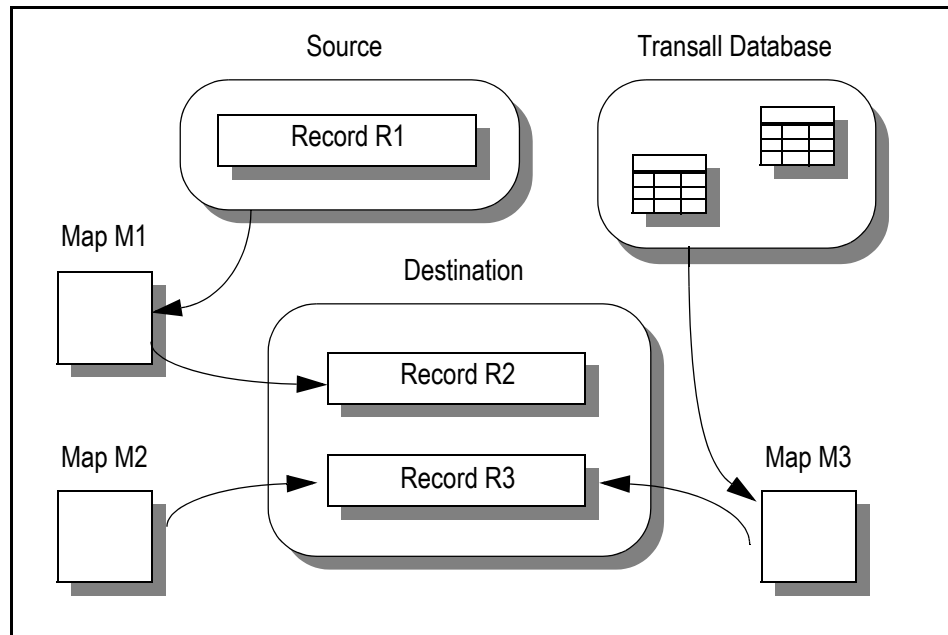 Source
Transall Database
Record R1
Map M1
Destination
Record R2
Map M2
Record R3
Map M3